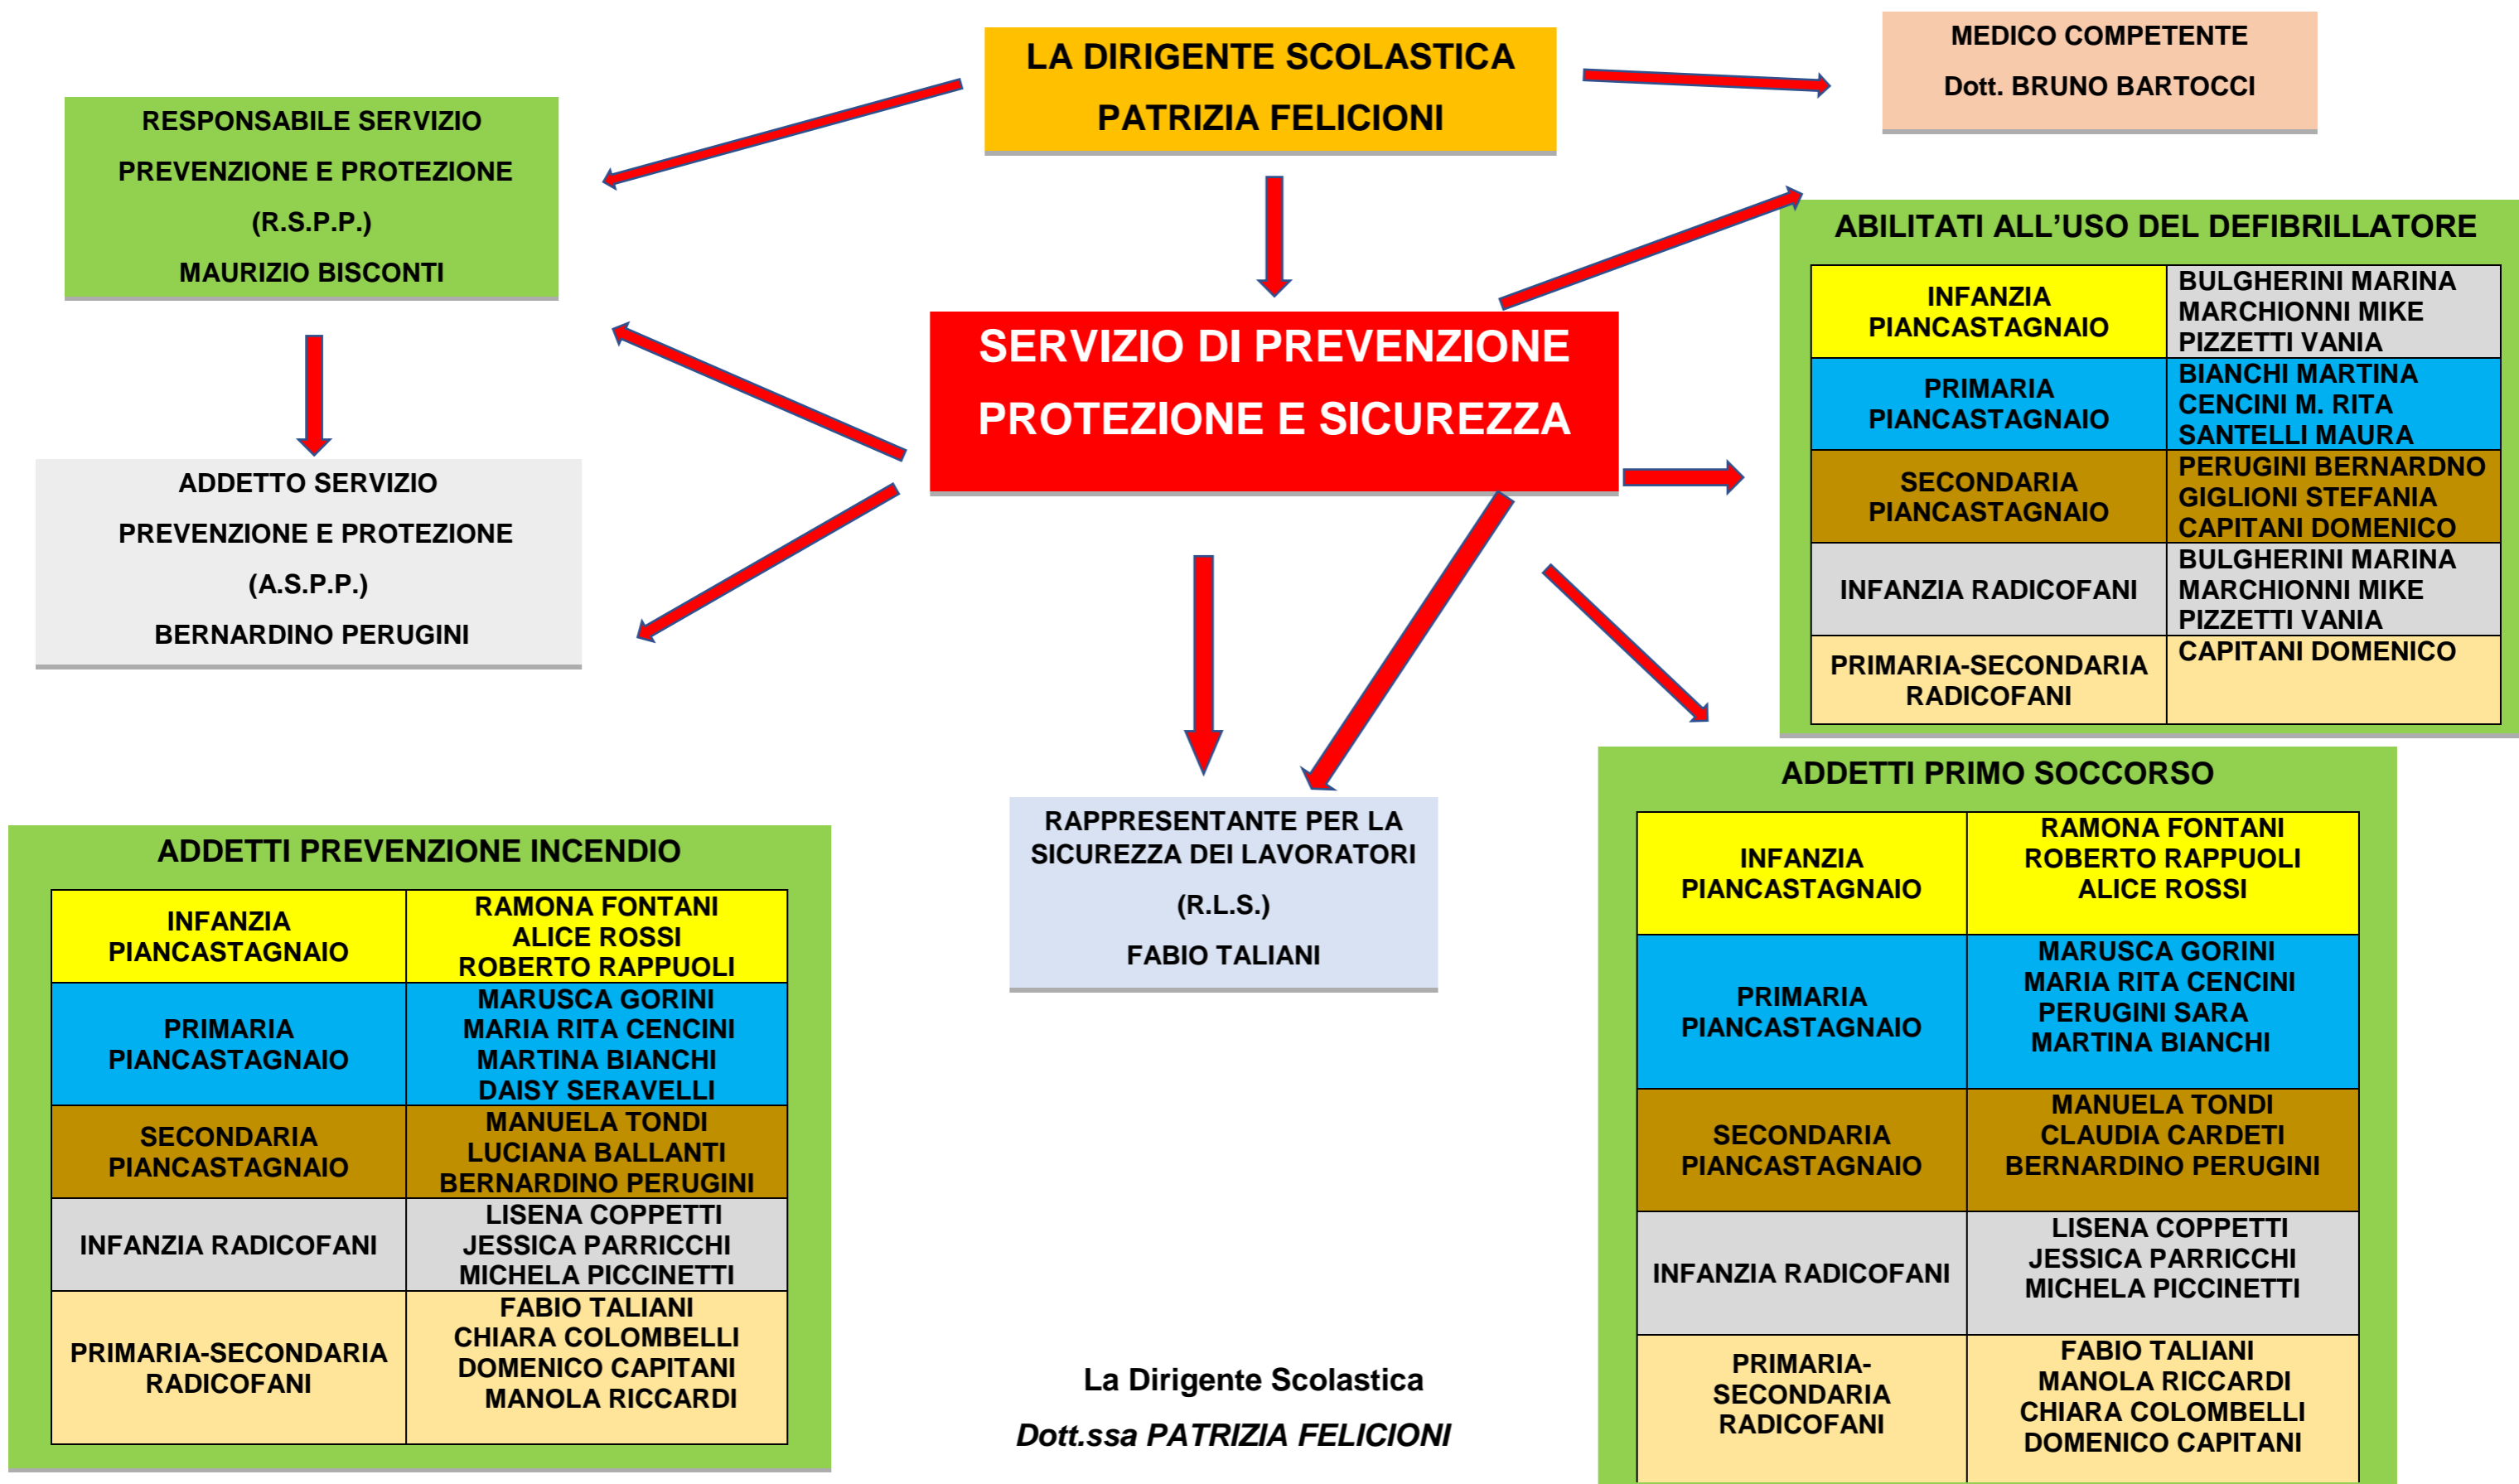 LA DIRIGENTE SCOLASTICA
PATRIZIA FELICIONI
MEDICO COMPETENTE
Dott. BRUNO BARTOCCI
RESPONSABILE SERVIZIO
PREVENZIONE E PROTEZIONE
(R.S.P.P.)
MAURIZIO BISCONTI
SERVIZIO DI PREVENZIONE
PROTEZIONE E SICUREZZA
ABILITATI ALL’USO DEL DEFIBRILLATORE
INFANZIA
PIANCASTAGNAIO
BULGHERINI MARINA
MARCHIONNI MIKE
PIZZETTI VANIA
PRIMARIA
PIANCASTAGNAIO
BIANCHI MARTINA
CENCINI M. RITA
SANTELLI MAURA
SECONDARIA
PIANCASTAGNAIO
PERUGINI BERNARDNO
GIGLIONI STEFANIA
CAPITANI DOMENICO
INFANZIA RADICOFANI
BULGHERINI MARINA
MARCHIONNI MIKE
PIZZETTI VANIA
PRIMARIA-SECONDARIA
RADICOFANI
CAPITANI DOMENICO
ADDETTO SERVIZIO
PREVENZIONE E PROTEZIONE
(A.S.P.P.)
BERNARDINO PERUGINI
ADDETTI PREVENZIONE INCENDIO
INFANZIA
PIANCASTAGNAIO
RAMONA FONTANI
ALICE ROSSI
ROBERTO RAPPUOLI
PRIMARIA
PIANCASTAGNAIO
MARUSCA GORINI
MARIA RITA CENCINI
MARTINA BIANCHI
DAISY SERAVELLI
SECONDARIA
PIANCASTAGNAIO
MANUELA TONDI
LUCIANA BALLANTI
BERNARDINO PERUGINI
INFANZIA RADICOFANI
LISENA COPPETTI
JESSICA PARRICCHI
MICHELA PICCINETTI
PRIMARIA-SECONDARIA
RADICOFANI
FABIO TALIANI
CHIARA COLOMBELLI
DOMENICO CAPITANI
MANOLA RICCARDI
RAPPRESENTANTE PER LA
SICUREZZA DEI LAVORATORI
(R.L.S.)
FABIO TALIANI
ADDETTI PRIMO SOCCORSO
INFANZIA
PIANCASTAGNAIO
RAMONA FONTANI
ROBERTO RAPPUOLI
ALICE ROSSI
PRIMARIA
PIANCASTAGNAIO
MARUSCA GORINI
MARIA RITA CENCINI
PERUGINI SARA
MARTINA BIANCHI
SECONDARIA
PIANCASTAGNAIO
MANUELA TONDI
CLAUDIA CARDETI
BERNARDINO PERUGINI
INFANZIA RADICOFANI
LISENA COPPETTI
JESSICA PARRICCHI
MICHELA PICCINETTI
PRIMARIA-
SECONDARIA
RADICOFANI
FABIO TALIANI
MANOLA RICCARDI
CHIARA COLOMBELLI
DOMENICO CAPITANI
La Dirigente Scolastica
Dott.ssa PATRIZIA FELICIONI